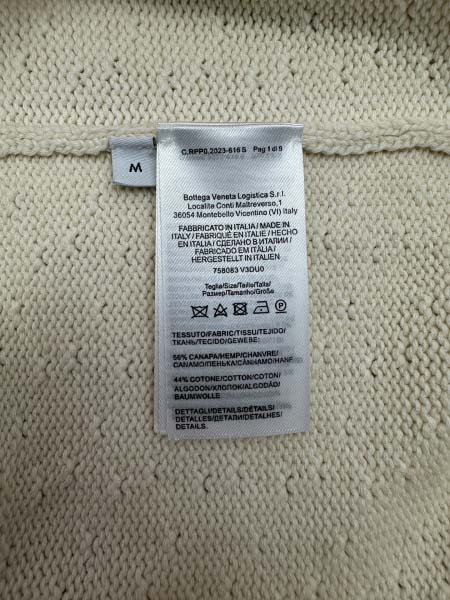 M
C.RPP0.2023-616 S Pag 1 di 9
Bottega Veneta Logistica S.r.l.
Localita Conti Maltreverso,1
36054 Montebello Vicentino (VI) Italy
FABBRICATO IN ITALIA / MADE IN
ITALY / FABRIQUÉ EN ITALIE / HECHO
EN ITALIA / СДЕЛАНО В ИТАЛИИ /
FABRICADO EM ITÁLIA /
HERGESTELLT IN ITALIEN
758083 V3DU0
Taglia/Size/Taille/Talla/
Размер/Tamanho/Größe
TESSUTO/FABRIC/TISSU/TEJIDO/
ТКАНЬ/TECIDO/GEWEBE:
56% CANAPA/HEMP/CHANVRE/
CAÑAMO/ПЕНЬКА/CÂNHAMO/HANF
44% COTONE/COTTON/COTON/
ALGODON/ХЛОПОК/ALGODÃO/
BAUMWOLLE
DETTAGLI/DETAILS/DÉTAILS/
DETALLES/ДЕТАЛИ/DETALHES/
DETAILS: